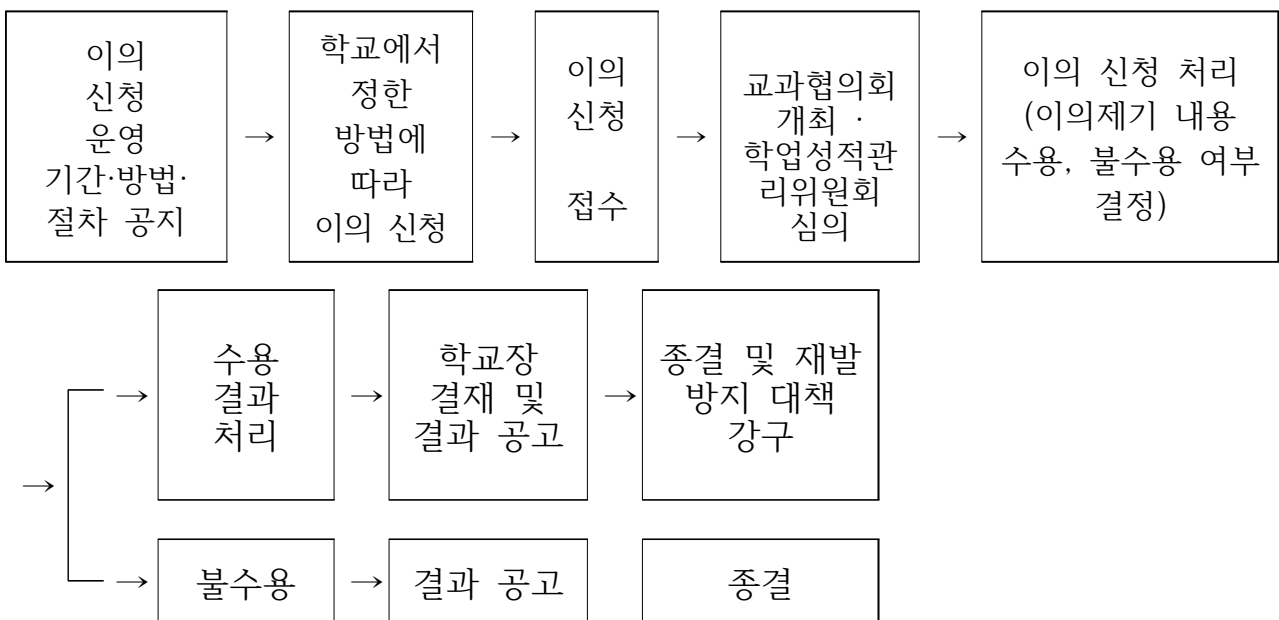 이의
신청
운영
기간·방법·
절차 공지
→
학교에서
정한
방법에
따라
이의 신청
→
이의
신청
접수
→
교과협의회
개최 ·
학업성적관
리위원회
심의
→
이의 신청 처리
(이의제기 내용
수용, 불수용 여부
결정)
→
→
수용
결과
처리
→
학교장
결재 및
결과 공고
→
종결 및 재발
방지 대책
강구
→
불수용
→
결과 공고
종결